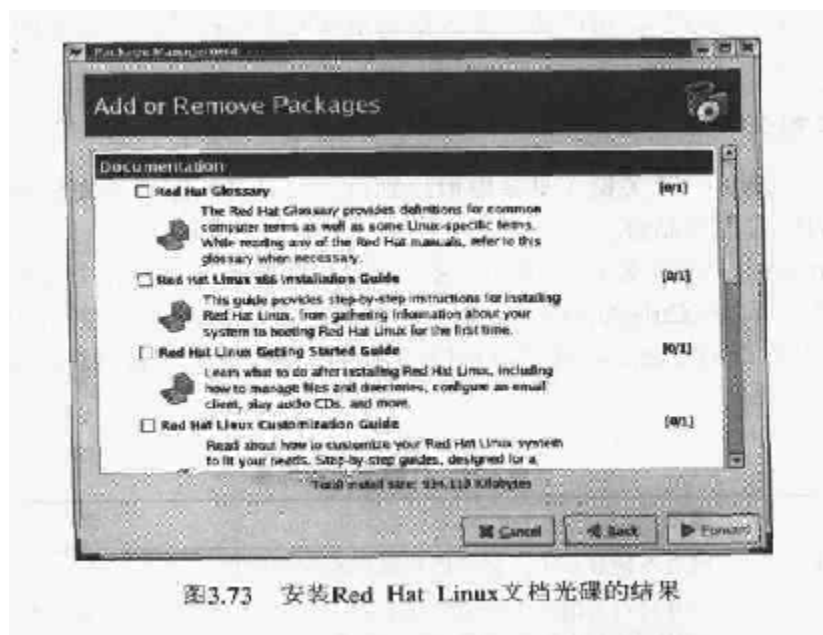 Package Management
Add or Remove Packages
Documentation
Red Hat Glossary [0/1]
The Red Hat Glossary provides definitions for common
computer terms as well as some Linux-specific terms.
While reading any of the Red Hat manuals, refer to this
glossary when necessary.
Red Hat Linux x86 Installation Guide [0/1]
This guide provides step-by-step instructions for installing
Red Hat Linux, from gathering information about your
system to booting Red Hat Linux for the first time.
Red Hat Linux Getting Started Guide [0/1]
Learn what to do after installing Red Hat Linux, including
how to manage files and directories, configure an email
client, play audio CDs, and more.
Red Hat Linux Customization Guide [0/1]
Read about how to customize your Red Hat Linux system
to fit your needs. Step-by-step guides, designed for a
Total install size: Kilobytes
Cancel Back Forward
图3.73 安装Red Hat Linux文档光碟的结果